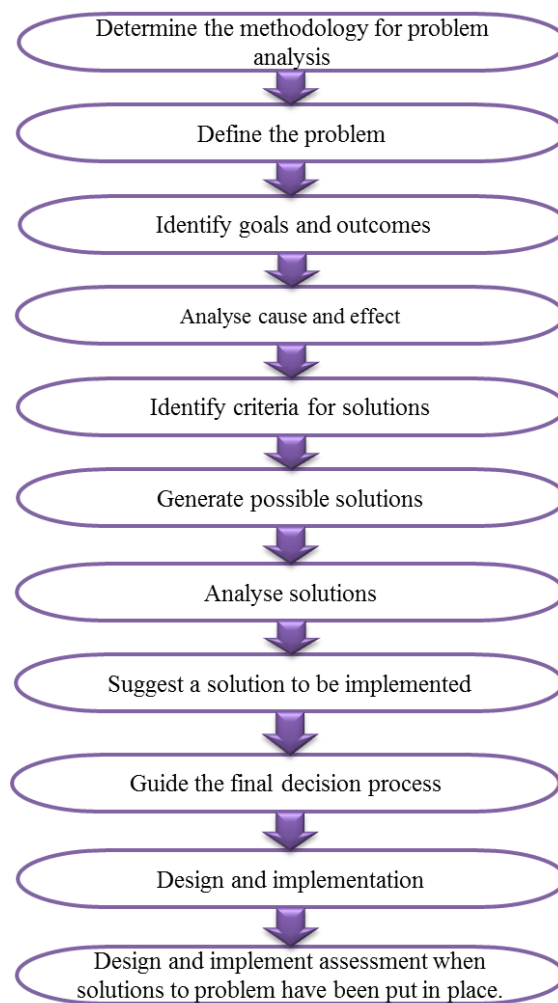 Determine the methodology for problem
analysis
Define the problem
Identify goals and outcomes
Analyse cause and effect
Identify criteria for solutions
Generate possible solutions
Analyse solutions
Suggest a solution to be implemented
Guide the final decision process
Design and implementation
Design and implement assessment when
solutions to problem have been put in place.